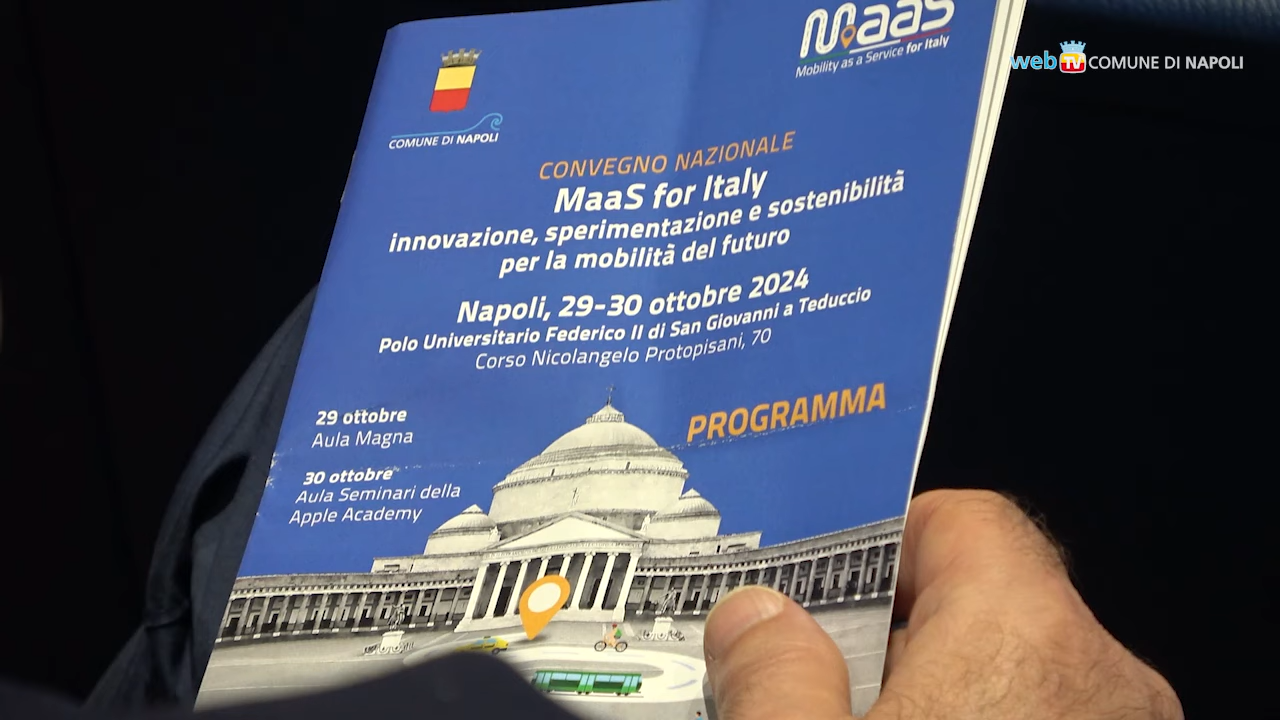 MaaS
Mobility as a Service for Italy
web TV COMUNE DI NAPOLI
COMUNE DI NAPOLI
CONVEGNO NAZIONALE
MaaS for Italy
innovazione, sperimentazione e sostenibilità
per la mobilità del futuro
Napoli, 29-30 ottobre 2024
Polo Universitario Federico II di San Giovanni a Teduccio
Corso Nicolangelo Protopisani, 70
PROGRAMMA
29 ottobre
Aula Magna
30 ottobre
Aula Seminari della
Apple Academy